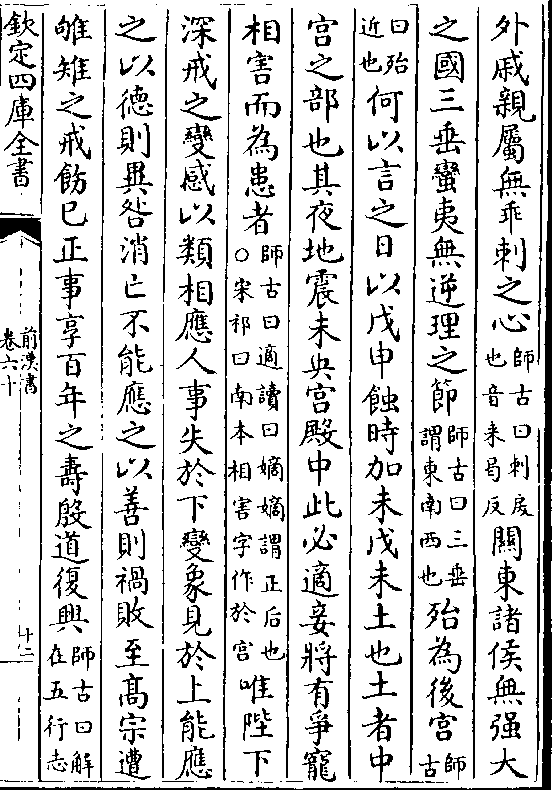 外戚親屬無乖刺之心師古曰刺戾也音来曷反關東諸侯無强大
之國三垂蠻夷無逆理之節師古曰三垂謂東南西也殆為後宮師古
曰殆近也何以言之日以戊申蝕時加未戊未土也土者中
宮之部也其夜地震未央宮殿中此必適妾將有爭寵
相害而為患者師古曰適讀曰嫡嫡謂正后也○宋祁曰南本相害字作於宮唯陛下
深戒之變感以類相應人事失於下變象見於上能應
之以德則異咎消亡不能應之以善則禍敗至高宗遭
雊雉之戒飭已正事享百年之壽殷道復興師古曰解在五行志
欽定四庫全書
前漢書
卷六十
十二